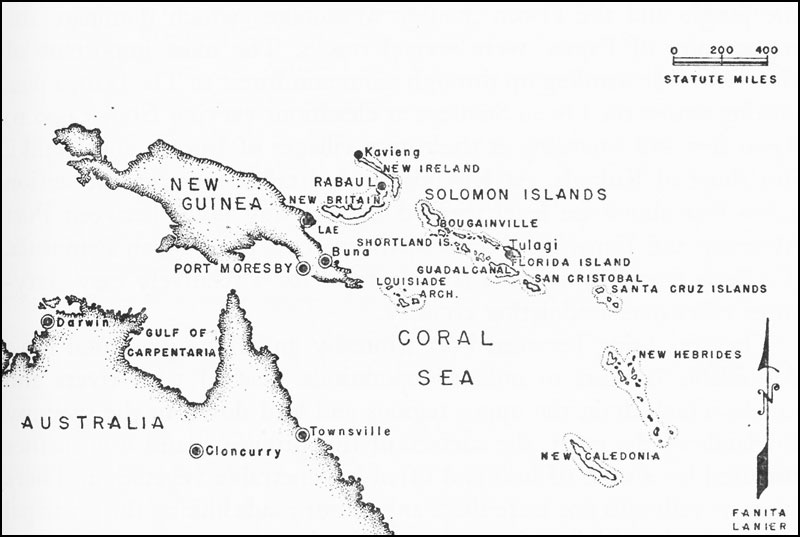 0 200 400
STATUTE MILES
Kavieng
NEW IRELAND
RABAUL
NEW
GUINEA
NEW BRITAIN
SOLOMON ISLANDS
LAE
BOUGAINVILLE
SHORTLAND IS.
Tulagi
Buna
FLORIDA ISLAND
PORT MORESBY
GUADALCANAL
SAN CRISTOBAL
LOUISIADE
ARCH.
SANTA CRUZ ISLANDS
Darwin
GULF OF
CARPENTARIA
CORAL
SEA
NEW HEBRIDES
N
AUSTRALIA
Townsville
Cloncurry
NEW CALEDONIA
FANITA
LANIER